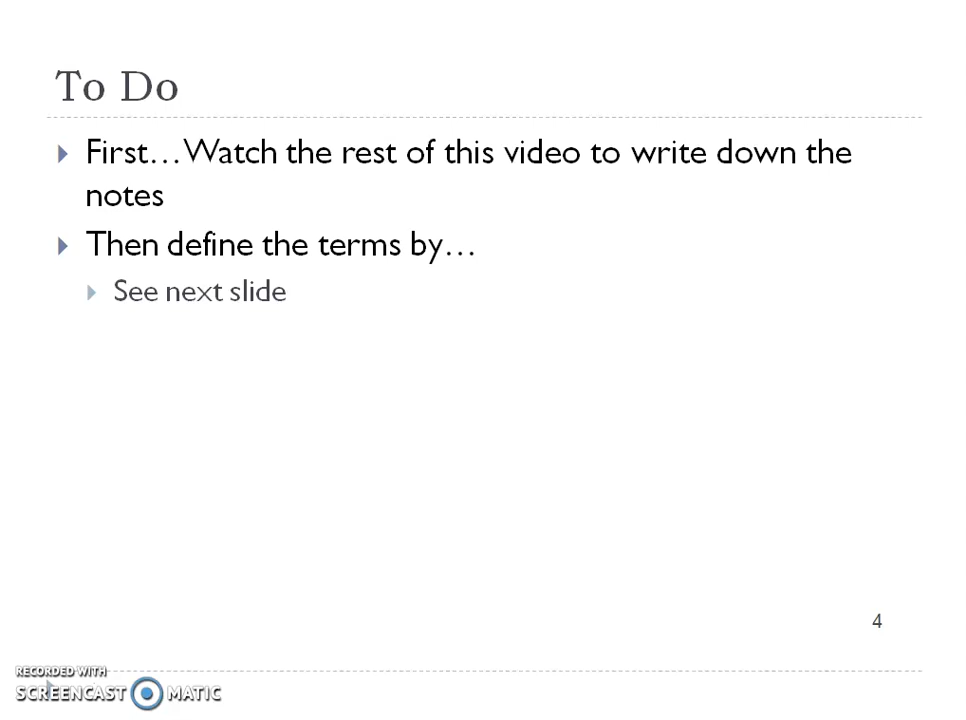 To Do
First…Watch the rest of this video to write down the
notes
Then define the terms by…
See next slide
4
RECORDED WITH
SCREENCAST MATIC